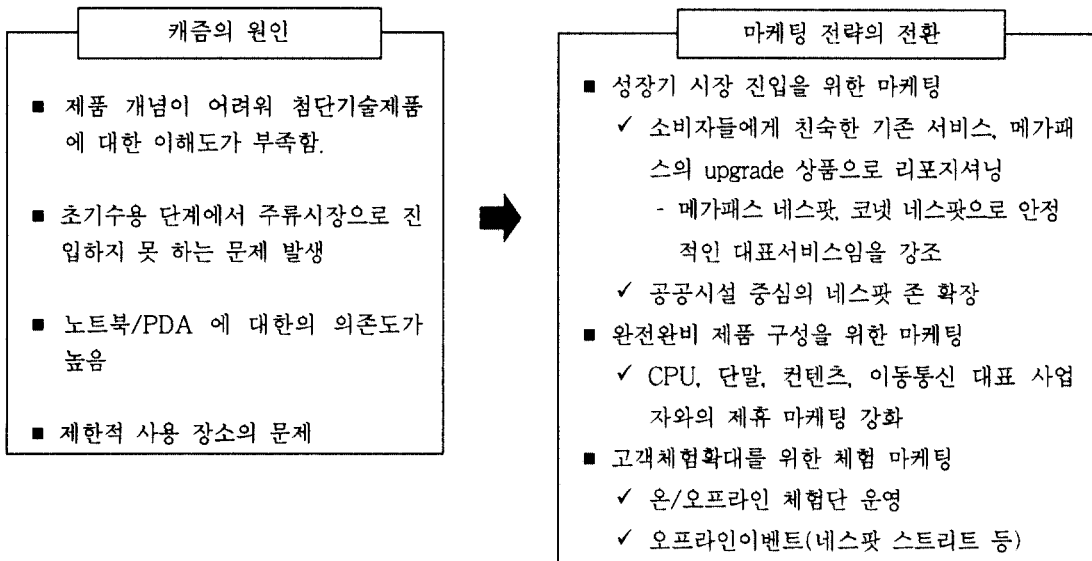 캐즘의 원인
■ 제품 개념이 어려워 첨단기술제품
에 대한 이해도가 부족함.
■ 초기수용 단계에서 주류시장으로 진
입하지 못 하는 문제 발생
■ 노트북/PDA 에 대한의 의존도가
높음
■ 제한적 사용 장소의 문제
마케팅 전략의 전환
■ 성장기 시장 진입을 위한 마케팅
✓ 소비자들에게 친숙한 기존 서비스, 메가패
스의 upgrade 상품으로 리포지셔닝
- 메가패스 네스팟, 코넷 네스팟으로 안정
적인 대표서비스임을 강조
✓ 공공시설 중심의 네스팟 존 확장
■ 완전완비 제품 구성을 위한 마케팅
✓ CPU, 단말, 컨텐츠, 이동통신 대표 사업
자와의 제휴 마케팅 강화
■ 고객체험확대를 위한 체험 마케팅
✓ 온/오프라인 체험단 운영
✓ 오프라인이벤트(네스팟 스트리트 등)